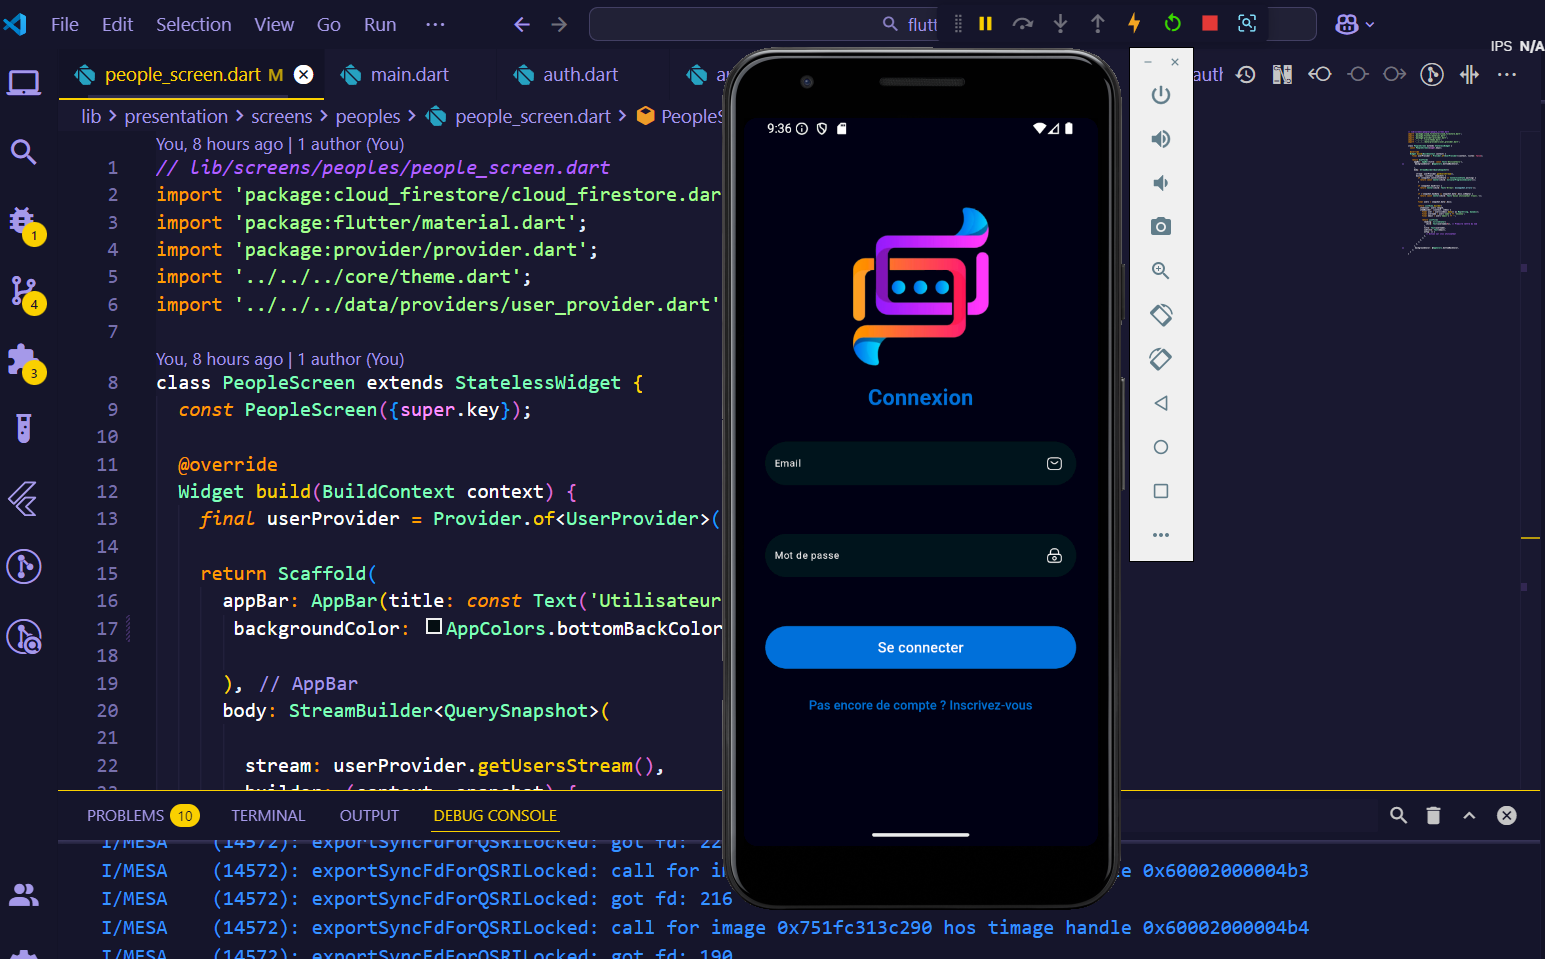 File Edit Selection View Go Run ···
flutt
IPS N/A
people_screen.dart M
main.dart
auth.dart
auth
lib > presentation > screens > peoples > people_screen.dart > PeopleS
You, 8 hours ago | 1 author (You)
1 // lib/screens/peoples/people_screen.dart
2 import 'package:cloud_firestore/cloud_firestore.dar
3 import 'package:flutter/material.dart';
4 import 'package:provider/provider.dart';
5 import '../../../core/theme.dart';
6 import '../../../data/providers/user_provider.dart'
7
You, 8 hours ago | 1 author (You)
8 class PeopleScreen extends StatelessWidget {
9 const PeopleScreen({super.key});
10
11 @override
12 Widget build(BuildContext context) {
13 final userProvider = Provider.of<UserProvider>(
14
15 return Scaffold(
16 appBar: AppBar(title: const Text('Utilisateur
17 backgroundColor: AppColors.bottomBackColor
18
19 ), // AppBar
20 body: StreamBuilder<QuerySnapshot>(
21
22 stream: userProvider.getUsersStream(),
23 builder: (context, snapshot) {
1
4
3
9:36
Connexion
Email
Mot de passe
Se connecter
Pas encore de compte ? Inscrivez-vous
PROBLEMS 10 TERMINAL OUTPUT DEBUG CONSOLE
I/MESA (14572): exportSyncFdForQSRILocked: got fd: 22
I/MESA (14572): exportSyncFdForQSRILocked: call for i 0x60002000004b3
I/MESA (14572): exportSyncFdForQSRILocked: got fd: 216
I/MESA (14572): exportSyncFdForQSRILocked: call for image 0x751fc313c290 hos timage handle 0x60002000004b4
I/MESA (14572): exportSyncFdForQSRILocked: got fd: 190